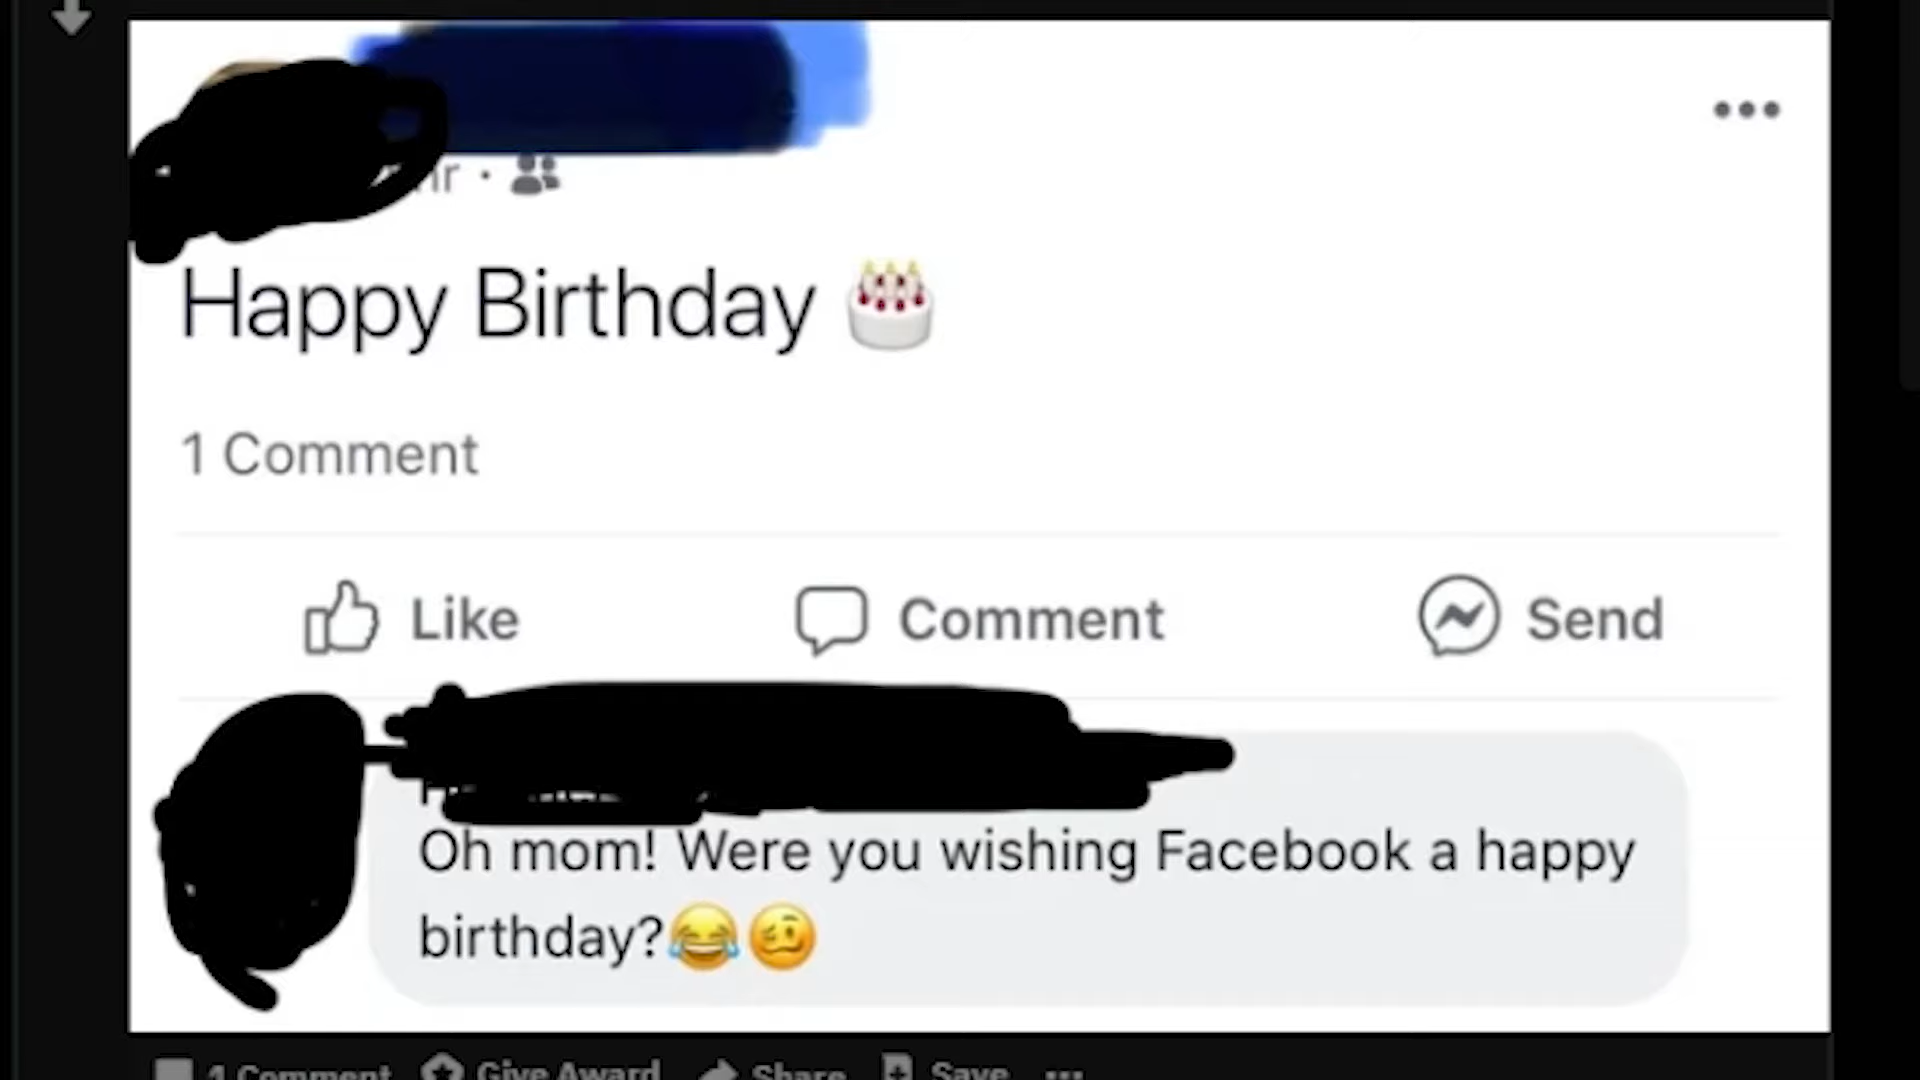 hr ·
Happy Birthday 🎂
1 Comment
Like Comment Send
Oh mom! Were you wishing Facebook a happy
birthday?😂🥴
1 Comment Give Award Share Save ...